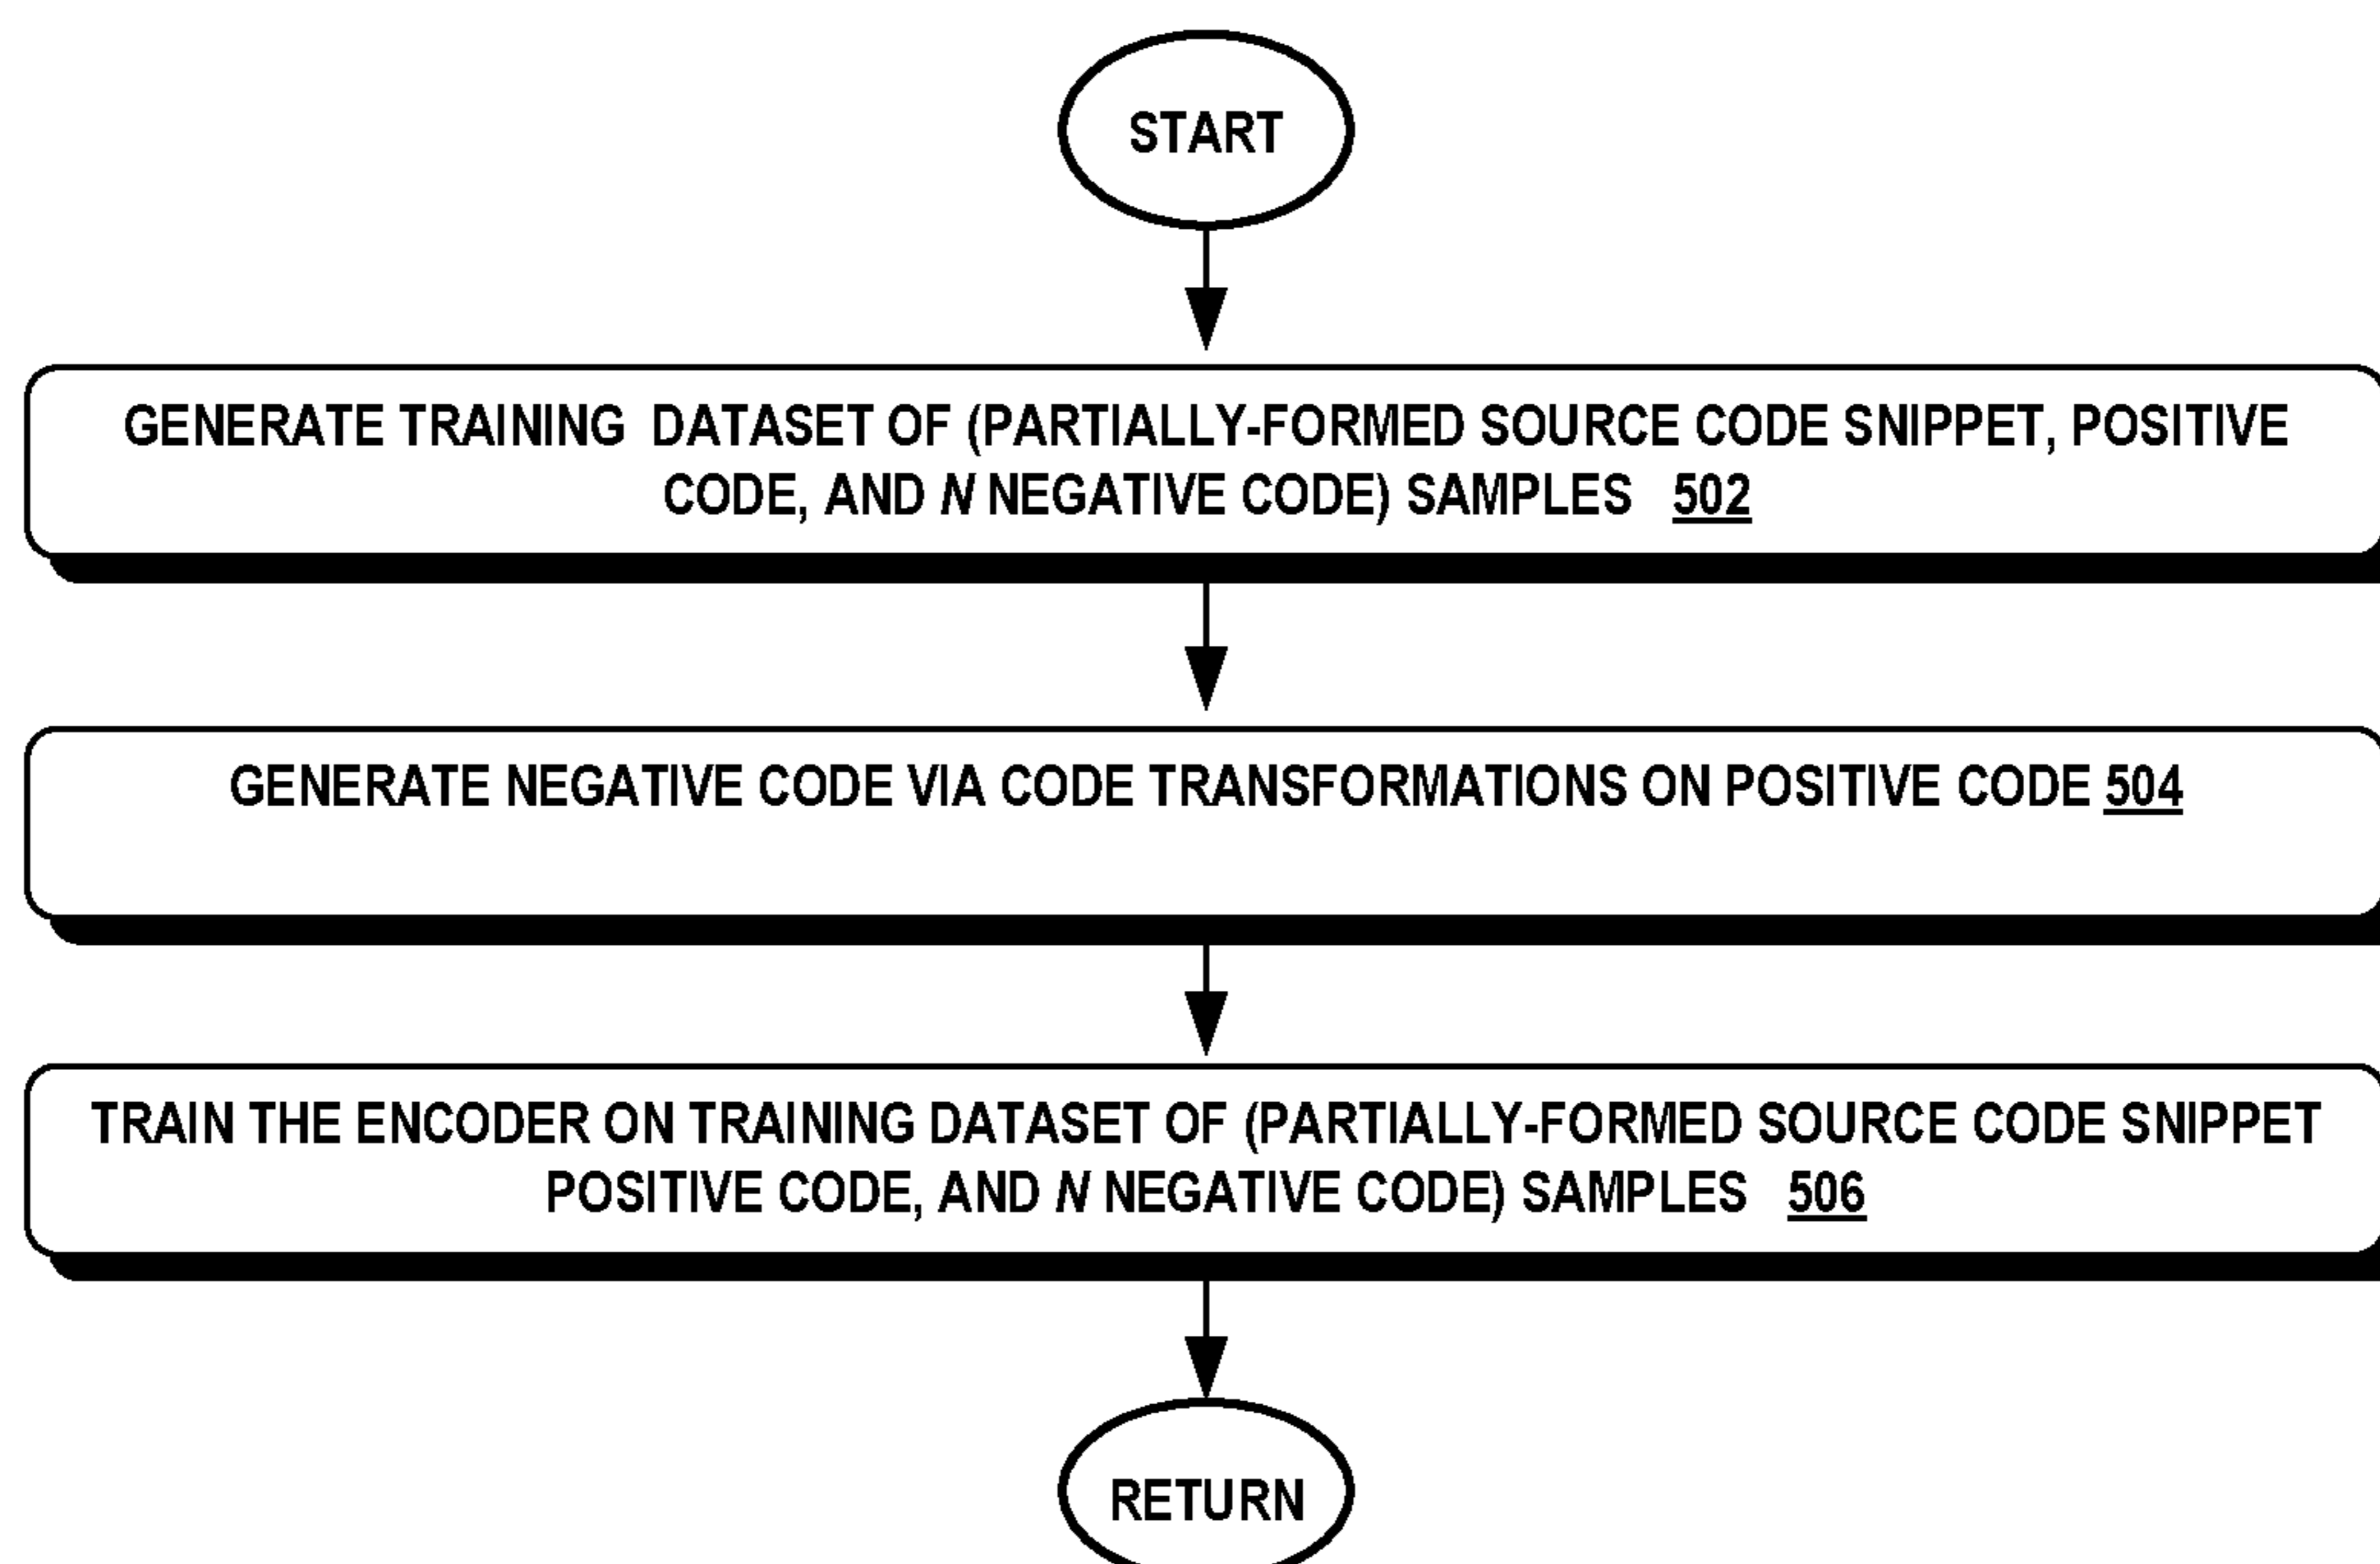 START
GENERATE TRAINING DATASET OF (PARTIALLY-FORMED SOURCE CODE SNIPPET, POSITIVE
CODE, AND N NEGATIVE CODE) SAMPLES 502
GENERATE NEGATIVE CODE VIA CODE TRANSFORMATIONS ON POSITIVE CODE 504
TRAIN THE ENCODER ON TRAINING DATASET OF (PARTIALLY-FORMED SOURCE CODE SNIPPET
POSITIVE CODE, AND N NEGATIVE CODE) SAMPLES 506
RETURN